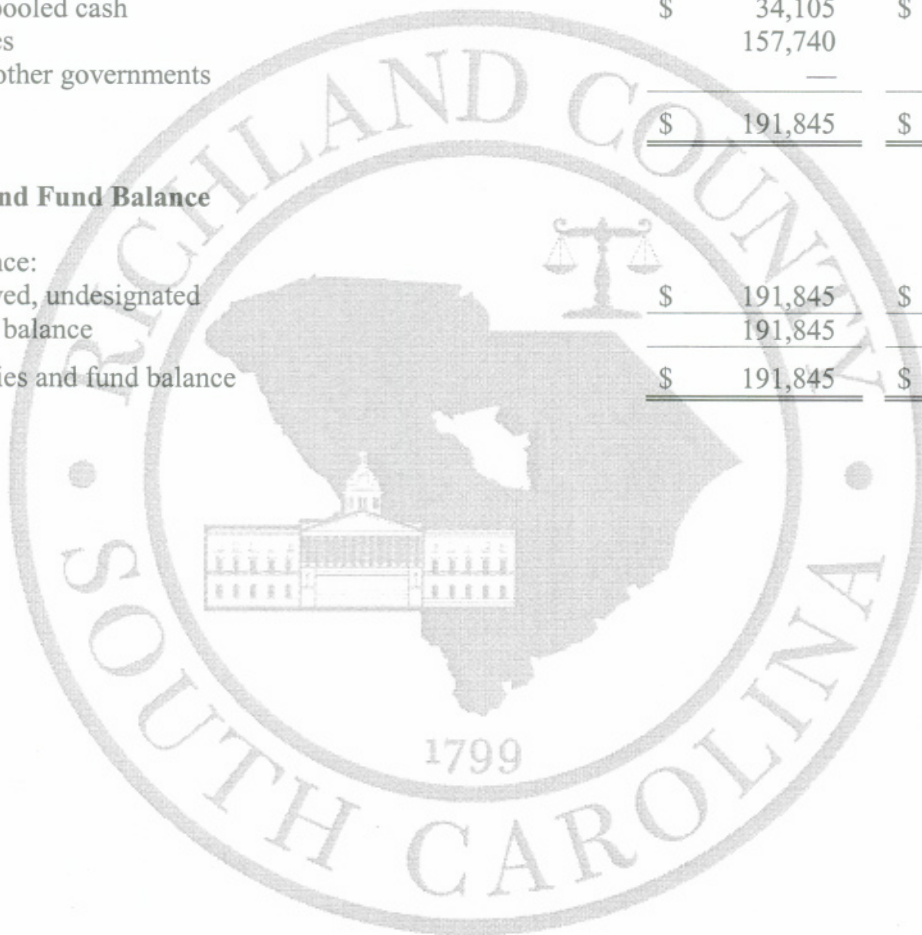 pooled cash $ 34,105 $
es 157,740
other governments —
$ 191,845 $
nd Fund Balance
nce:
ved, undesignated $ 191,845 $
balance 191,845
ies and fund balance $ 191,845 $
RICHLAND COUNTY
SOUTH CAROLINA
1799